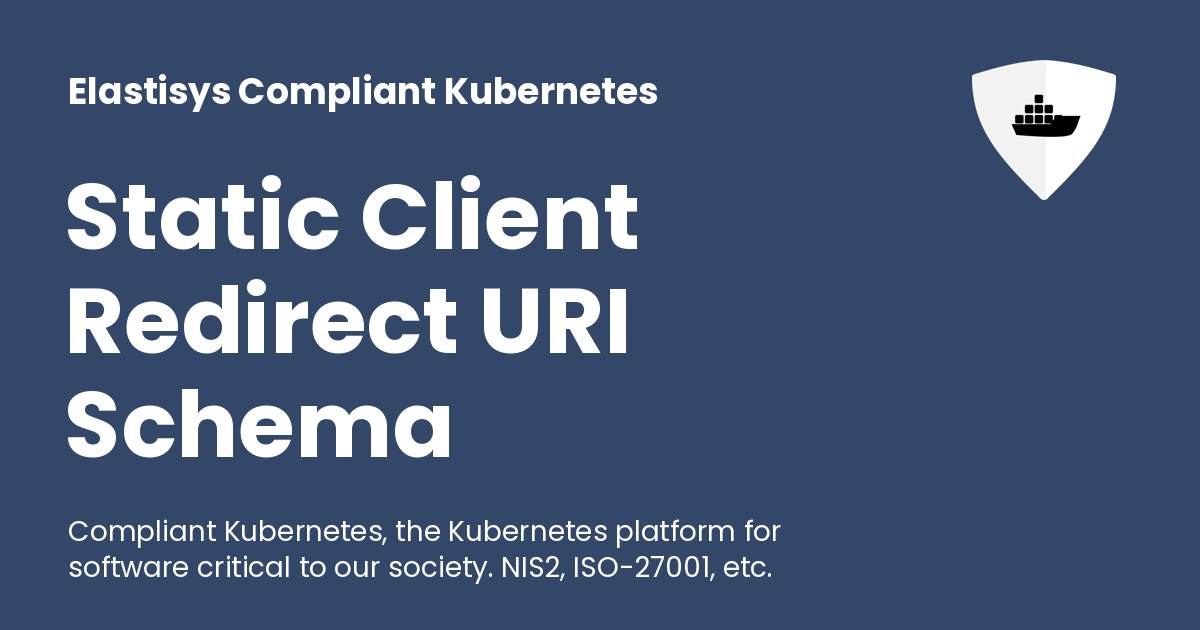 Elastisys Compliant Kubernetes
Static Client
Redirect URI
Schema
Compliant Kubernetes, the Kubernetes platform for
software critical to our society. NIS2, ISO-27001, etc.